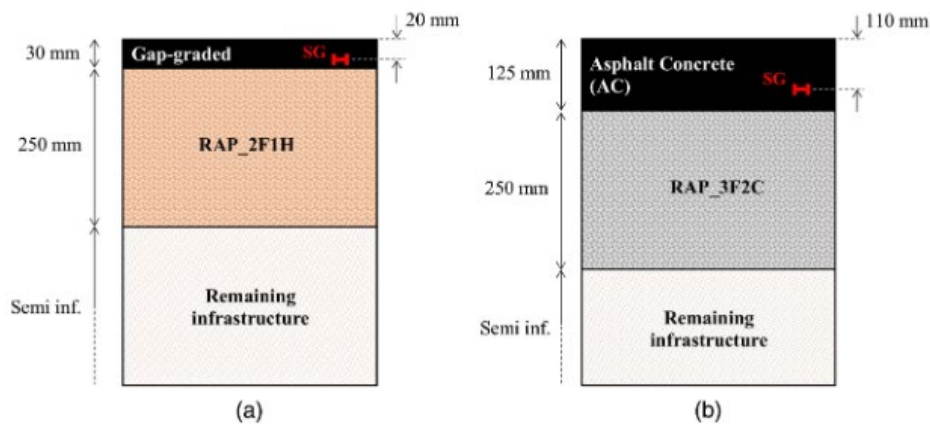 20 mm
30 mm
Gap-graded
SG
250 mm
RAP_2F1H
Semi inf.
Remaining
infrastructure
(a)
110 mm
125 mm
Asphalt Concrete
(AC)
SG
250 mm
RAP_3F2C
Semi inf.
Remaining
infrastructure
(b)